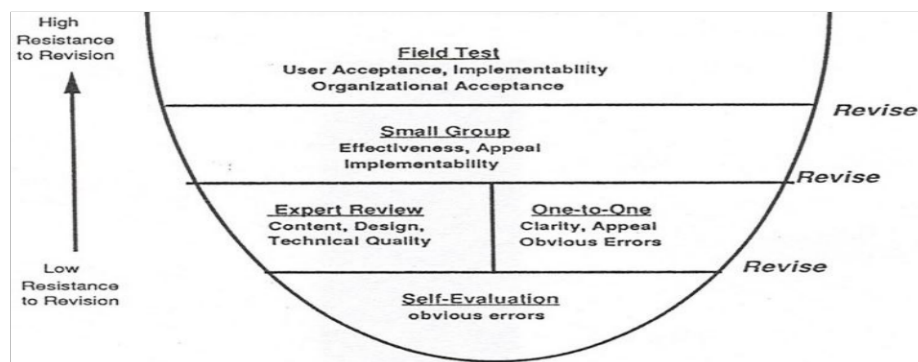 High
Resistance
to Revision
Field Test
User Acceptance, Implementability
Organizational Acceptance
Revise
Small Group
Effectiveness, Appeal
Implementability
Revise
Expert Review
Content, Design,
Technical Quality
One-to-One
Clarity, Appeal
Obvious Errors
Revise
Low
Resistance
to Revision
Self-Evaluation
obvious errors